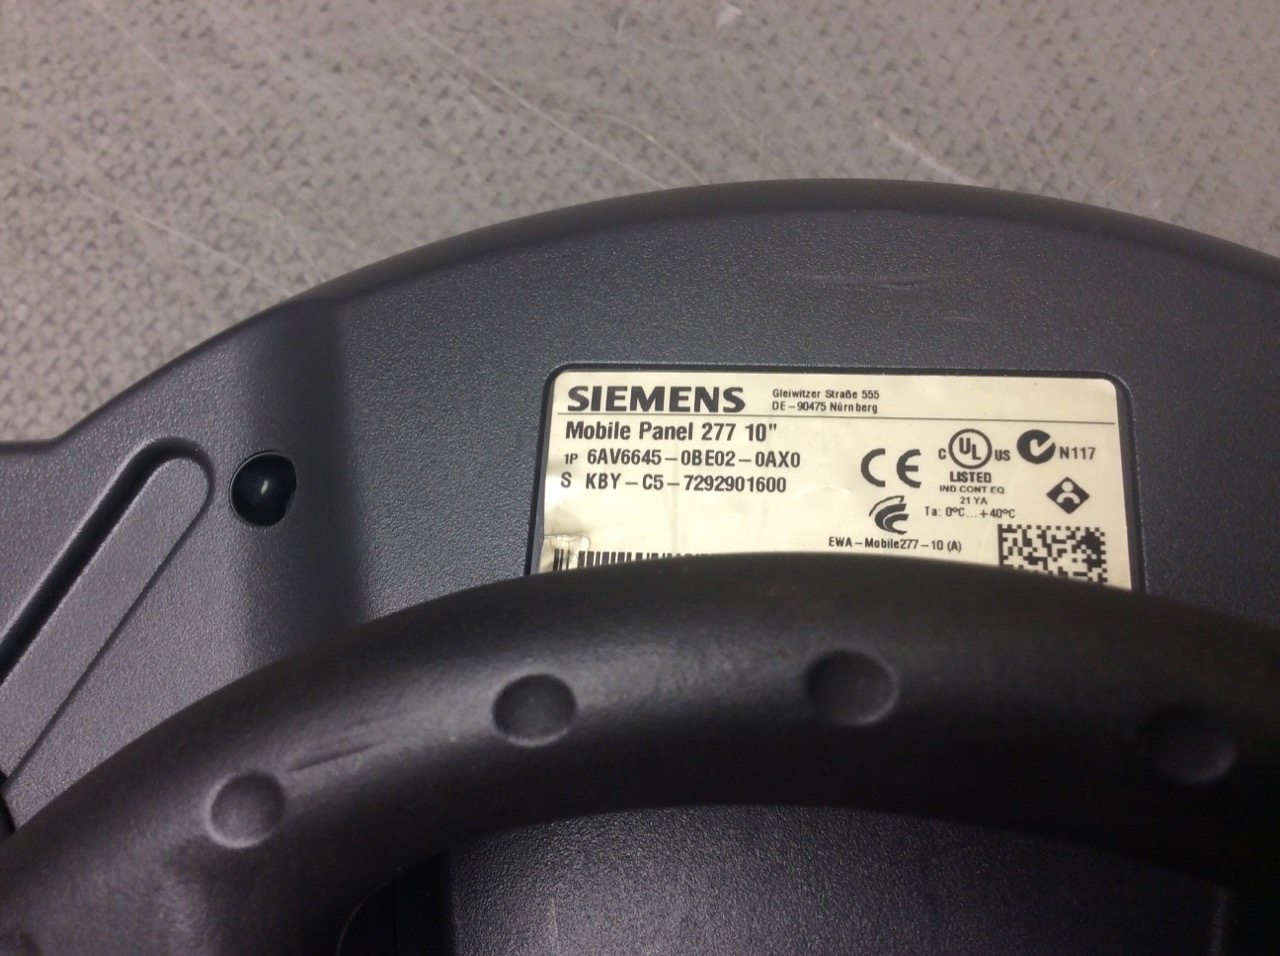 SIEMENS
Gleiwitzer Straße 555
DE-90475 Nürnberg
Mobile Panel 277 10"
1P 6AV6645-0BE02-0AX0
S KBY-C5-7292901600
CE
C UL US
LISTED
IND.CONT.EQ.
21 YA
N117
Ta: 0°C...+40°C
EWA-Mobile277-10 (A)